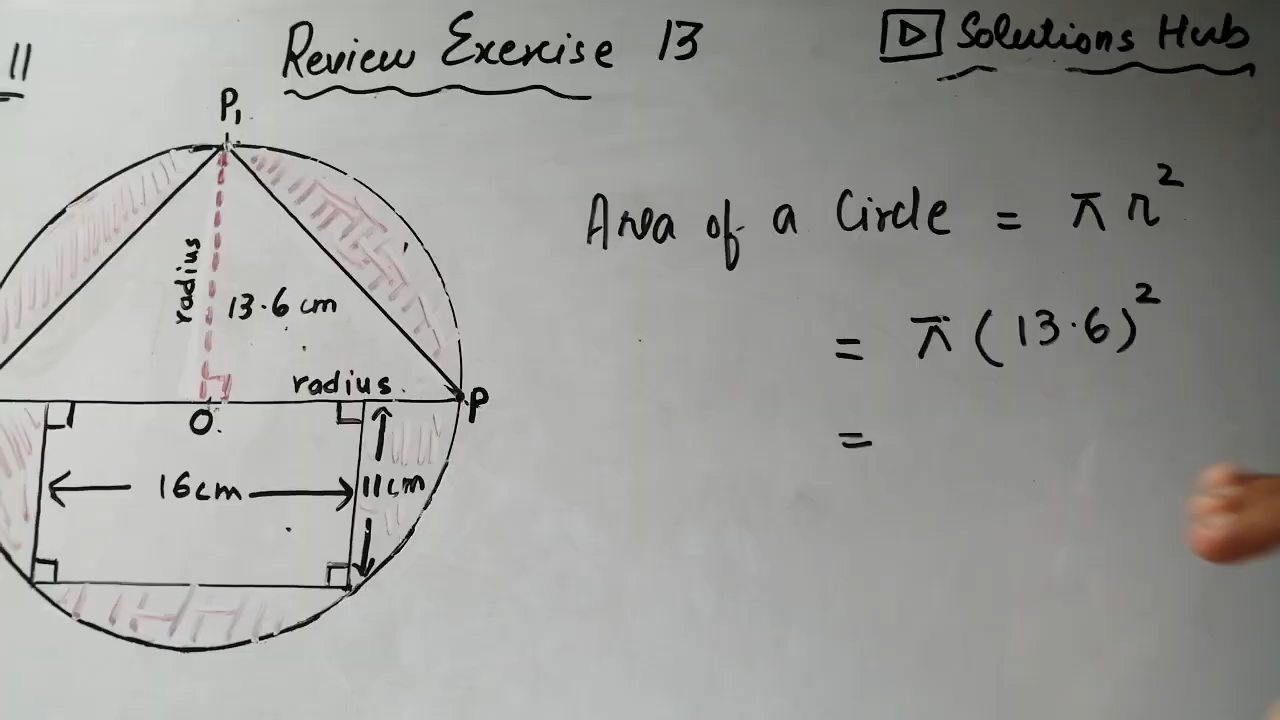 11
Review Exercise 13
Solutions Hub
P1
Area of a Circle = π r²
radius
13.6 cm
= π (13.6)²
radius.
P
O.
=
16cm
11cm